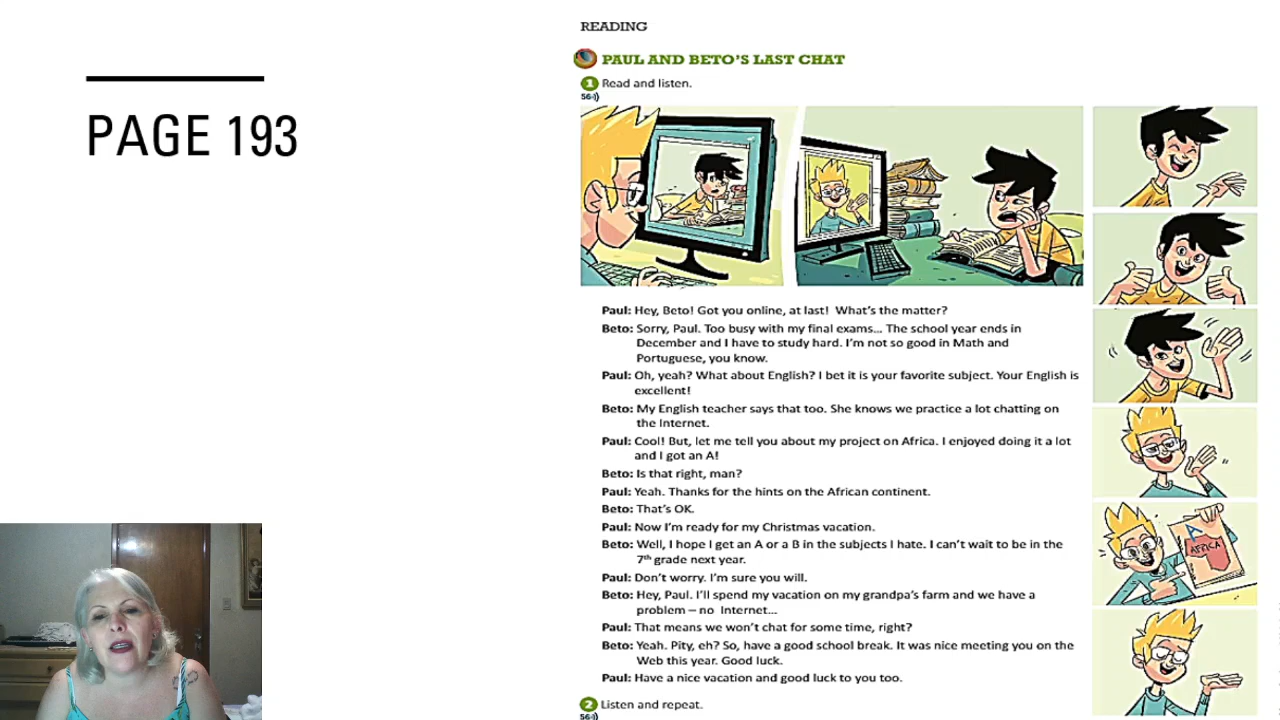 PAGE 193
READING
PAUL AND BETO'S LAST CHAT
1 Read and listen.
56
Paul: Hey, Beto! Got you online, at last! What's the matter?
Beto: Sorry, Paul. Too busy with my final exams... The school year ends in
December and I have to study hard. I'm not so good in Math and
Portuguese, you know.
Paul: Oh, yeah? What about English? I bet it is your favorite subject. Your English is
excellent!
Beto: My English teacher says that too. She knows we practice a lot chatting on
the Internet.
Paul: Cool! But, let me tell you about my project on Africa. I enjoyed doing it a lot
and I got an A!
Beto: Is that right, man?
Paul: Yeah. Thanks for the hints on the African continent.
Beto: That's OK.
Paul: Now I'm ready for my Christmas vacation.
Beto: Well, I hope I get an A or a B in the subjects I hate. I can't wait to be in the
7th grade next year.
Paul: Don't worry. I'm sure you will.
Beto: Hey, Paul. I'll spend my vacation on my grandpa's farm and we have a
problem – no Internet...
Paul: That means we won't chat for some time, right?
Beto: Yeah. Pity, eh? So, have a good school break. It was nice meeting you on the
Web this year. Good luck.
Paul: Have a nice vacation and good luck to you too.
2 Listen and repeat.
56
A
AFRICA